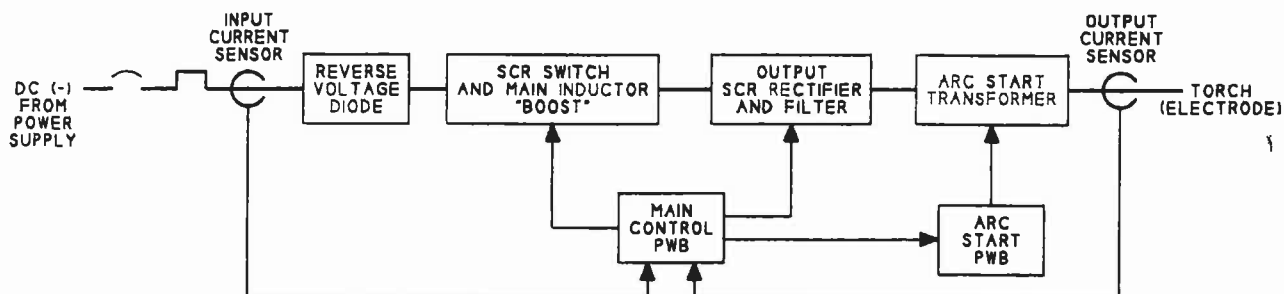 INPUT
CURRENT
SENSOR
OUTPUT
CURRENT
SENSOR
DC (-)
FROM
POWER
SUPPLY
REVERSE
VOLTAGE
DIODE
SCR SWITCH
AND MAIN INDUCTOR
"BOOST"
OUTPUT
SCR RECTIFIER
AND FILTER
ARC START
TRANSFORMER
TORCH
(ELECTRODE)
MAIN
CONTROL
PWB
ARC
START
PWB